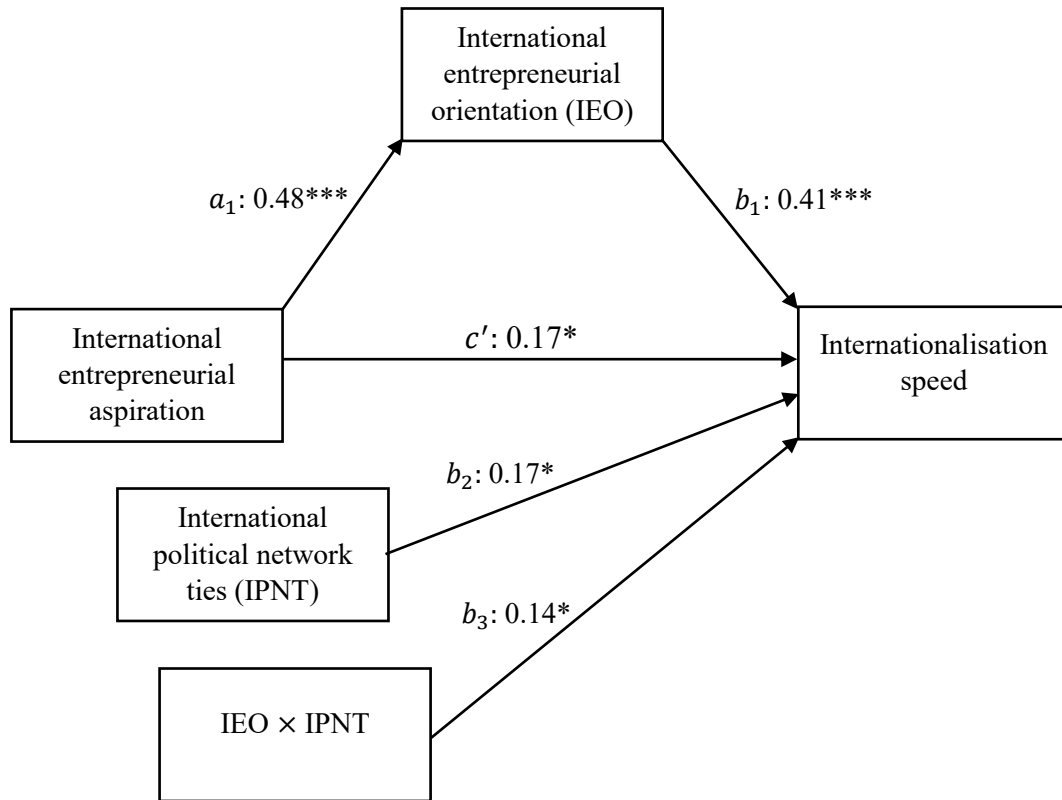 International
entrepreneurial
orientation (IEO)
a₁: 0.48***
b₁: 0.41***
International
entrepreneurial
aspiration
c′: 0.17*
Internationalisation
speed
b₂: 0.17*
International
political network
ties (IPNT)
b₃: 0.14*
IEO × IPNT